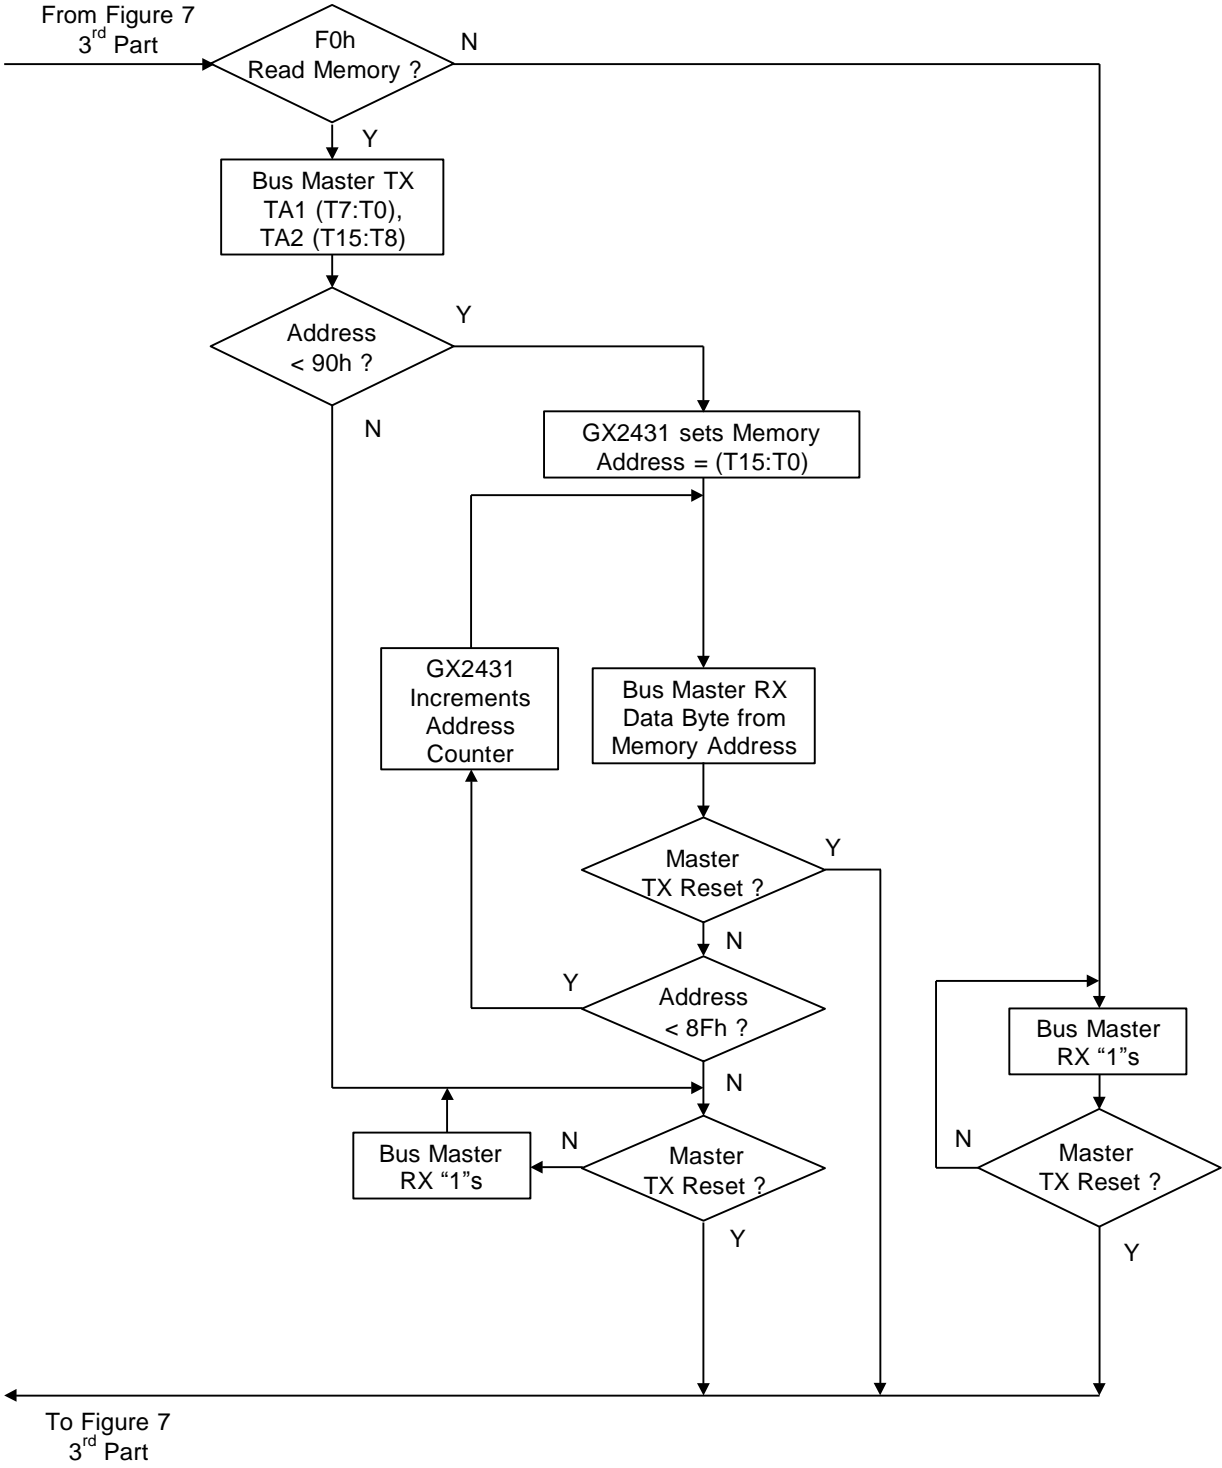 From Figure 7
3rd Part
F0h
Read Memory ?
N
Y
Bus Master TX
TA1 (T7:T0),
TA2 (T15:T8)
Address
< 90h ?
Y
N
GX2431 sets Memory
Address = (T15:T0)
GX2431
Increments
Address
Counter
Bus Master RX
Data Byte from
Memory Address
Master
TX Reset ?
Y
N
Address
< 8Fh ?
Y
N
Bus Master
RX “1”s
N
Master
TX Reset ?
Y
Bus Master
RX “1”s
N
Master
TX Reset ?
Y
To Figure 7
3rd Part